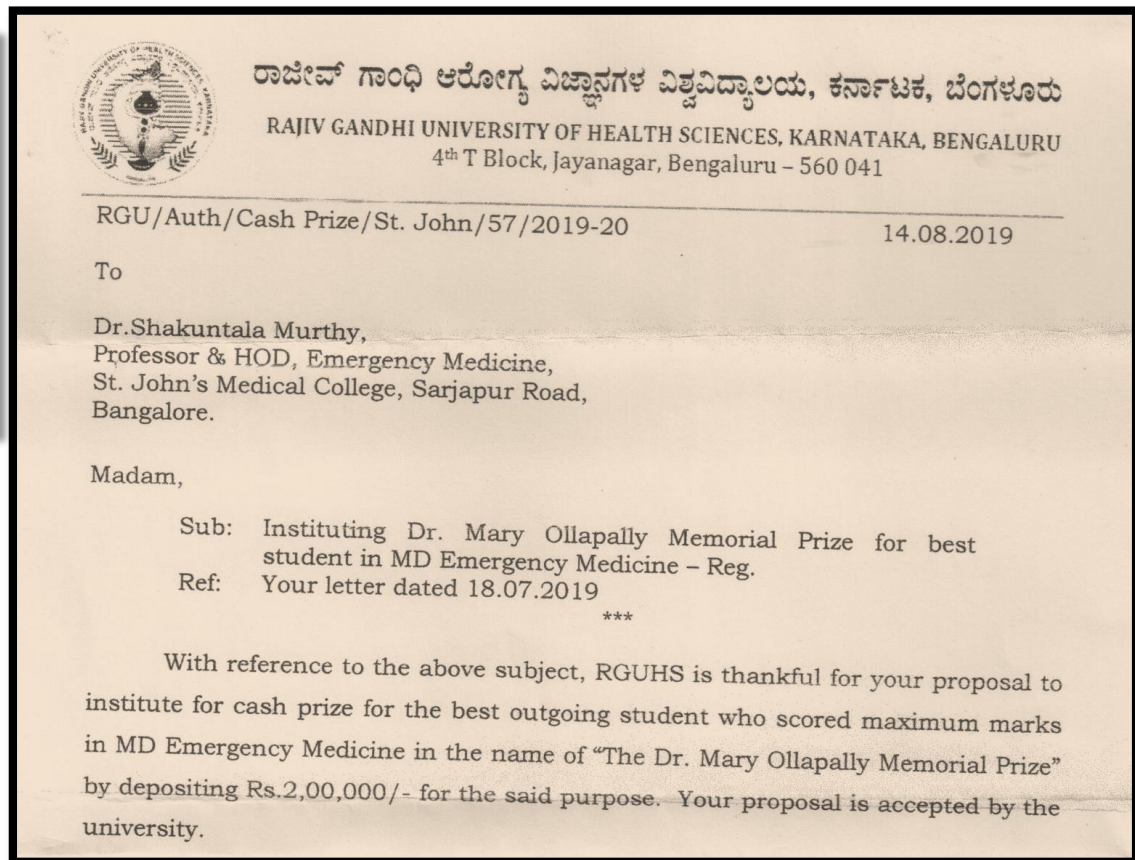 ರಾಜೀವ್ ಗಾಂಧಿ ಆರೋಗ್ಯ ವಿಜ್ಞಾನಗಳ ವಿಶ್ವವಿದ್ಯಾಲಯ, ಕರ್ನಾಟಕ, ಬೆಂಗಳೂರು
RAJIV GANDHI UNIVERSITY OF HEALTH SCIENCES, KARNATAKA, BENGALURU
4th T Block, Jayanagar, Bengaluru – 560 041
RGU/Auth/Cash Prize/St. John/57/2019-20 14.08.2019
To
Dr.Shakuntala Murthy,
Professor & HOD, Emergency Medicine,
St. John's Medical College, Sarjapur Road,
Bangalore.
Madam,
Sub: Instituting Dr. Mary Ollapally Memorial Prize for best
student in MD Emergency Medicine – Reg.
Ref: Your letter dated 18.07.2019
***
With reference to the above subject, RGUHS is thankful for your proposal to
institute for cash prize for the best outgoing student who scored maximum marks
in MD Emergency Medicine in the name of "The Dr. Mary Ollapally Memorial Prize"
by depositing Rs.2,00,000/- for the said purpose. Your proposal is accepted by the
university.